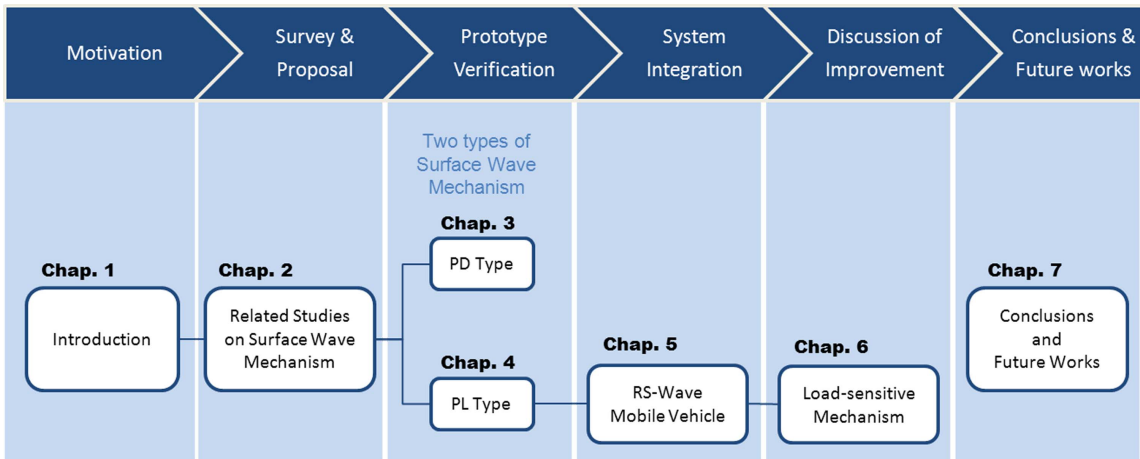 Motivation
Survey &
Proposal
Prototype
Verification
System
Integration
Discussion of
Improvement
Conclusions &
Future works
Two types of
Surface Wave
Mechanism
Chap. 1
Introduction
Chap. 2
Related Studies
on Surface Wave
Mechanism
Chap. 3
PD Type
Chap. 4
PL Type
Chap. 5
RS-Wave
Mobile Vehicle
Chap. 6
Load-sensitive
Mechanism
Chap. 7
Conclusions
and
Future Works